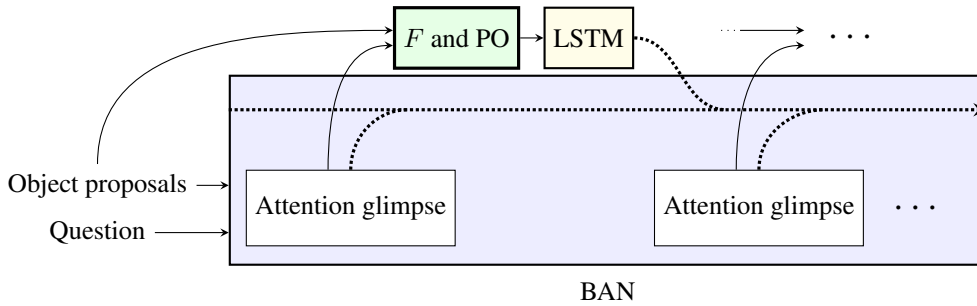 F and PO
LSTM
Object proposals
Attention glimpse
Attention glimpse
Question
BAN